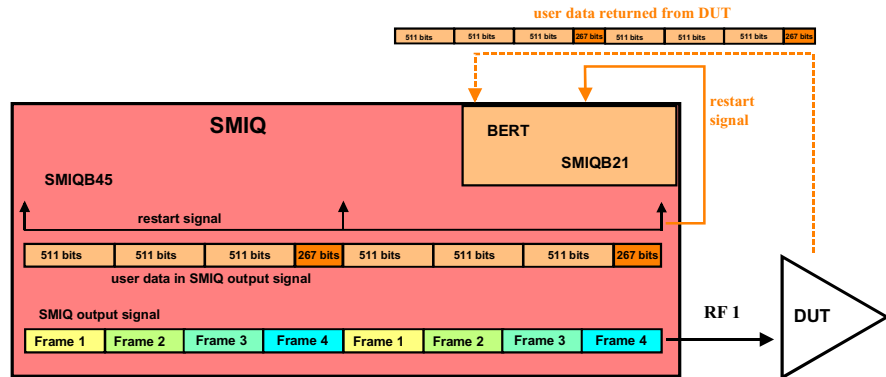 user data returned from DUT
511 bits 511 bits 511 bits 267 bits 511 bits 511 bits 511 bits 267 bits
SMIQ
BERT
SMIQB21
restart
signal
SMIQB45
restart signal
511 bits 511 bits 511 bits 267 bits 511 bits 511 bits 511 bits 267 bits
user data in SMIQ output signal
SMIQ output signal
Frame 1 Frame 2 Frame 3 Frame 4 Frame 1 Frame 2 Frame 3 Frame 4
RF 1
DUT